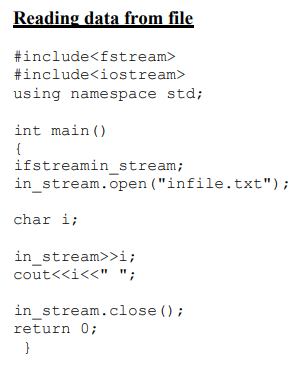 Reading data from file
#include<fstream>
#include<iostream>
using namespace std;
int main()
{
ifstreamin_stream;
in_stream.open("infile.txt");
char i;
in_stream>>i;
cout<<i<<" ";
in_stream.close();
return 0;
}